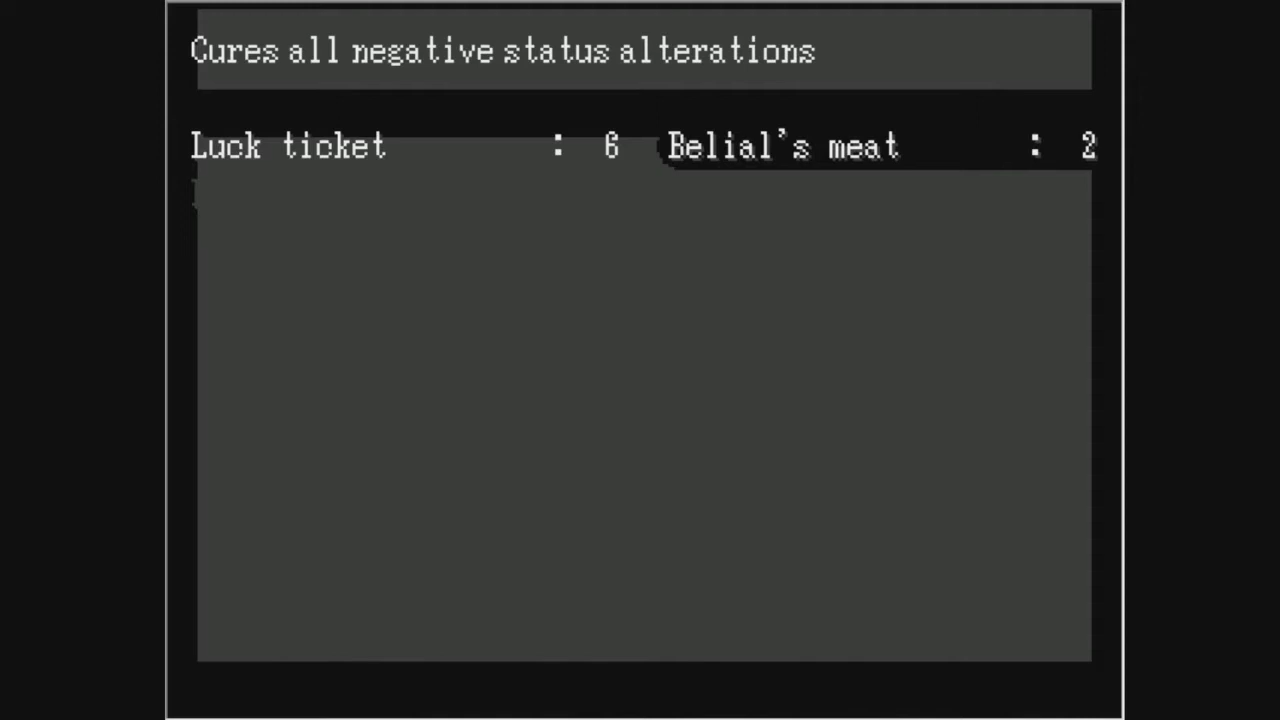 Cures all negative status alterations
Luck ticket : 6 Belial's meat : 2